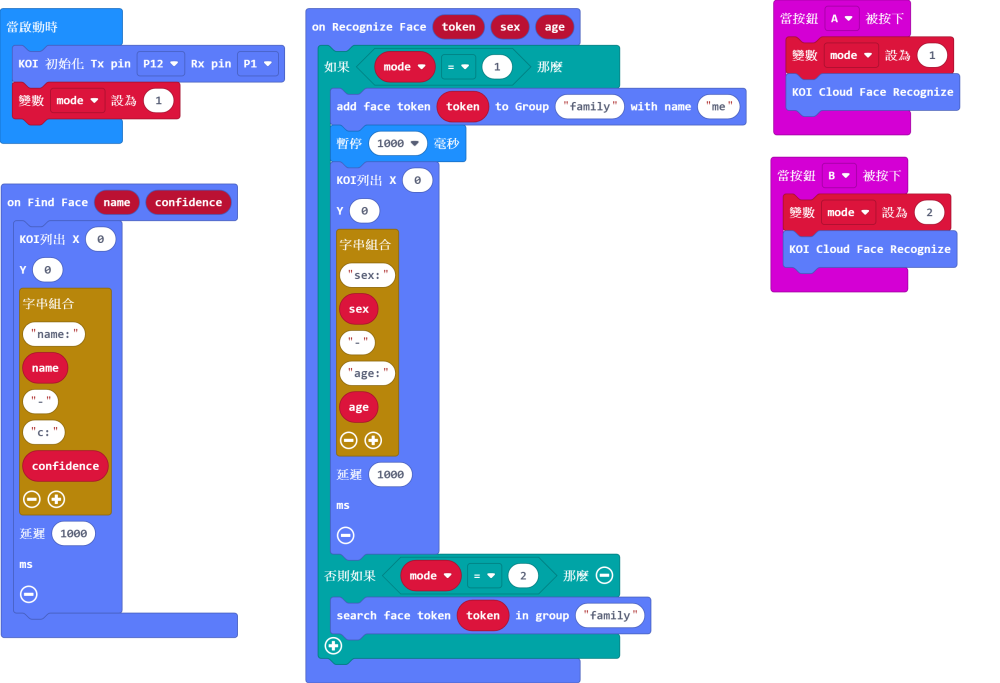 當啟動時
KOI 初始化 Tx pin P12 Rx pin P1
變數 mode 設為 1
on Find Face name confidence
KOI列出 X 0
Y 0
字串組合
"name:"
name
"-"
"c:"
confidence
延遲 1000
ms
on Recognize Face token sex age
如果 mode = 1 那麼
add face token token to Group "family" with name "me"
暫停 1000 毫秒
KOI列出 X 0
Y 0
字串組合
"sex:"
sex
"-"
"age:"
age
延遲 1000
ms
否則如果 mode = 2 那麼
search face token token in group "family"
當按鈕 A 被按下
變數 mode 設為 1
KOI Cloud Face Recognize
當按鈕 B 被按下
變數 mode 設為 2
KOI Cloud Face Recognize